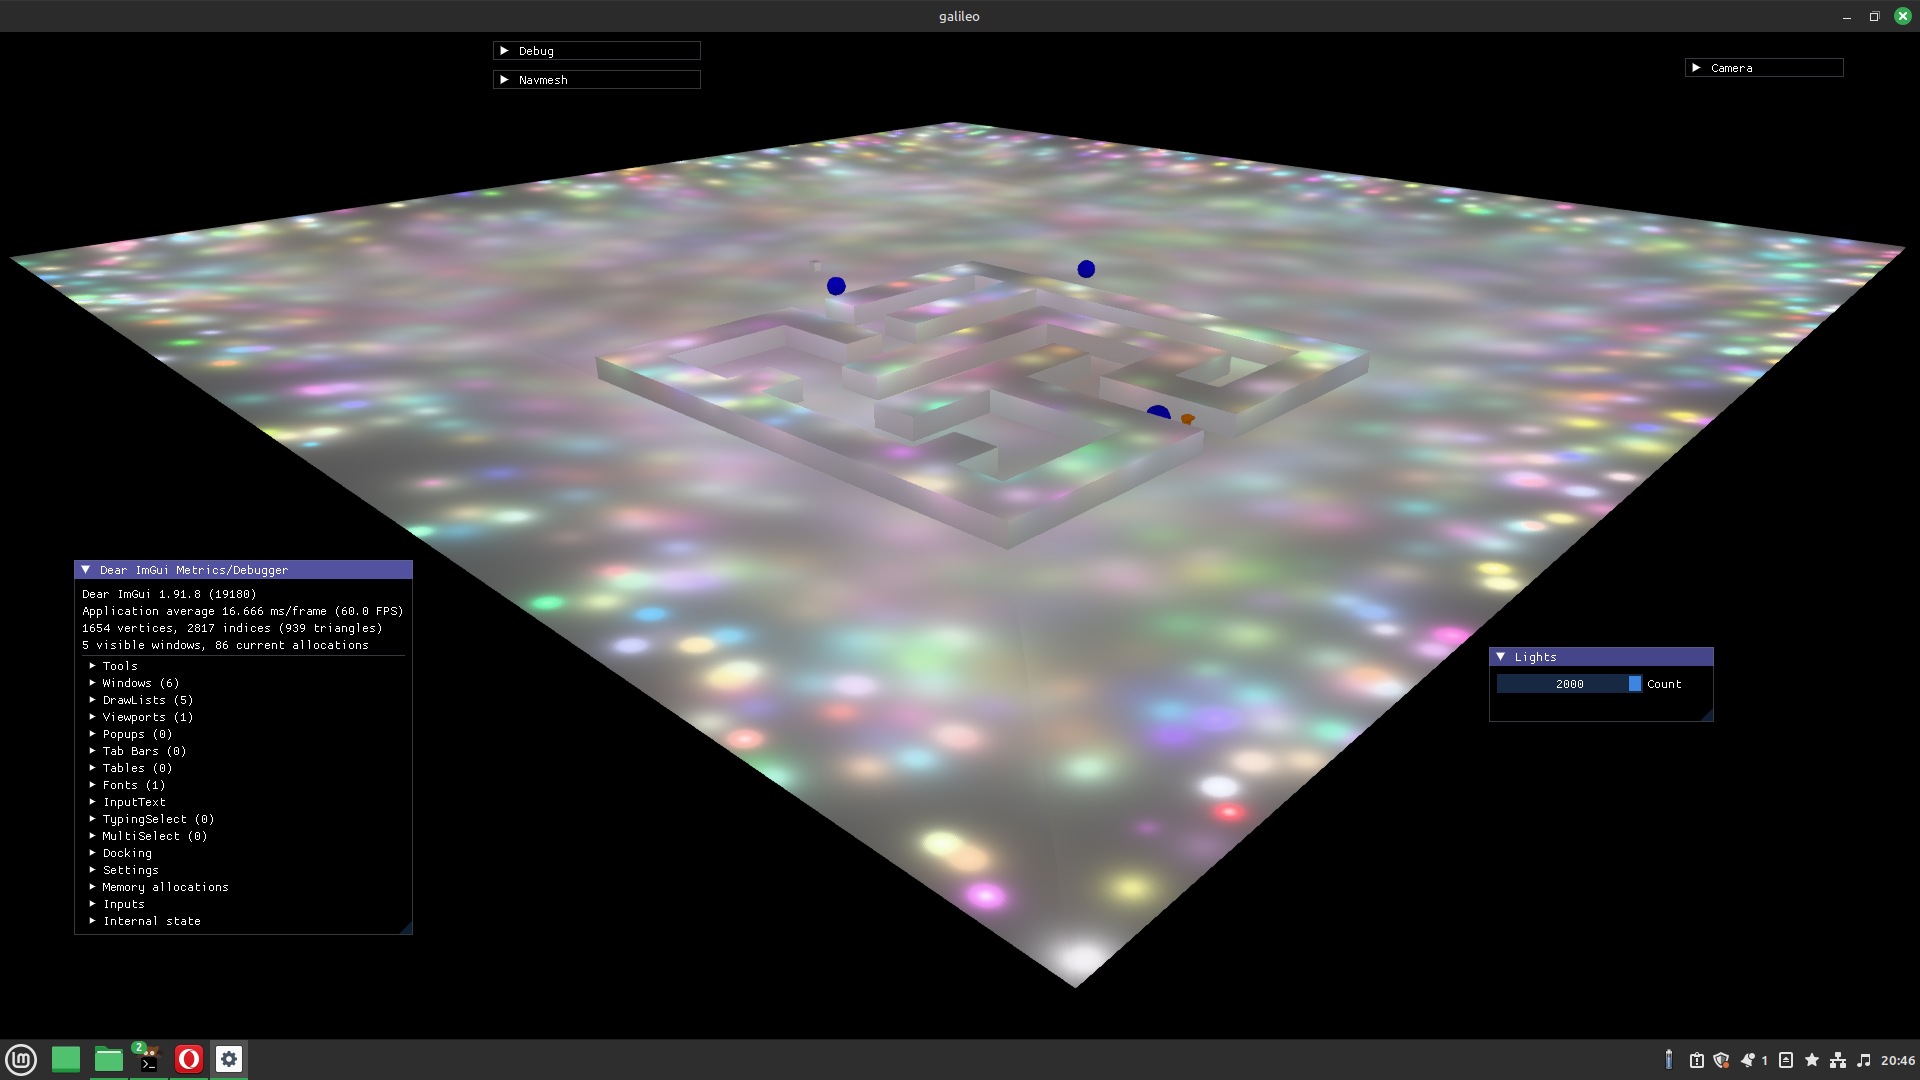 galileo
Debug
Navmesh
Camera
Dear ImGui Metrics/Debugger
Dear ImGui 1.91.8 (19180)
Application average 16.666 ms/frame (60.0 FPS)
1654 vertices, 2817 indices (939 triangles)
5 visible windows, 86 current allocations
Tools
Windows (6)
DrawLists (5)
Viewports (1)
Popups (0)
Tab Bars (0)
Tables (0)
Fonts (1)
InputText
TypingSelect (0)
MultiSelect (0)
Docking
Settings
Memory allocations
Inputs
Internal state
Lights
2000 Count
2
1 20:46